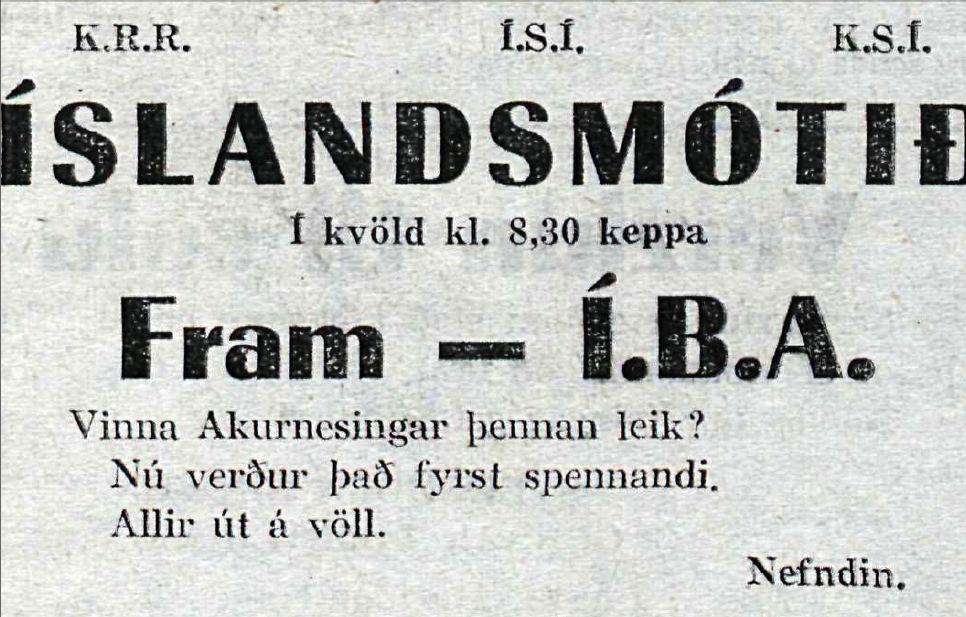 K.R.R. Í.S.Í. K.S.Í.
ÍSLANDSMÓTIÐ
Í kvöld kl. 8,30 keppa
Fram — Í.B.A.
Vinna Akurnesingar þennan leik?
Nú verður það fyrst spennandi.
Allir út á völl.
Nefndin.